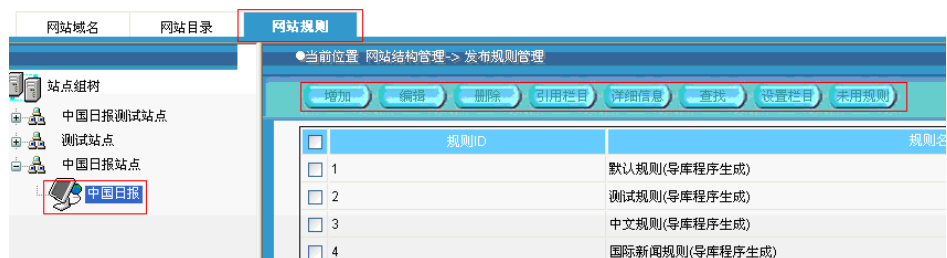 网站域名 网站目录 网站规则
●当前位置 网站结构管理-> 发布规则管理
站点组树
增加 编辑 删除 引用栏目 详细信息 查找 设置栏目 未用规则
中国日报测试站点
测试站点
中国日报站点
中国日报
规则ID 规则名
1 默认规则(导库程序生成)
2 测试规则(导库程序生成)
3 中文规则(导库程序生成)
4 国际新闻规则(导库程序生成)